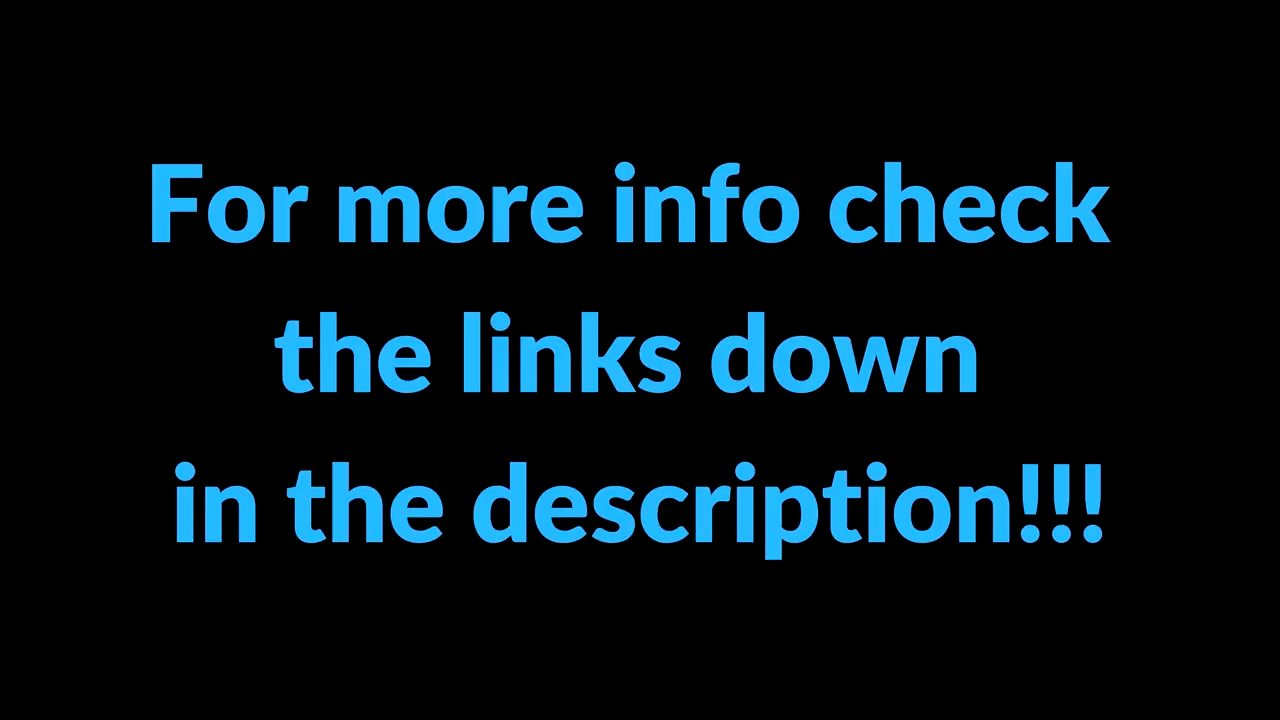 For more info check
the links down
in the description!!!